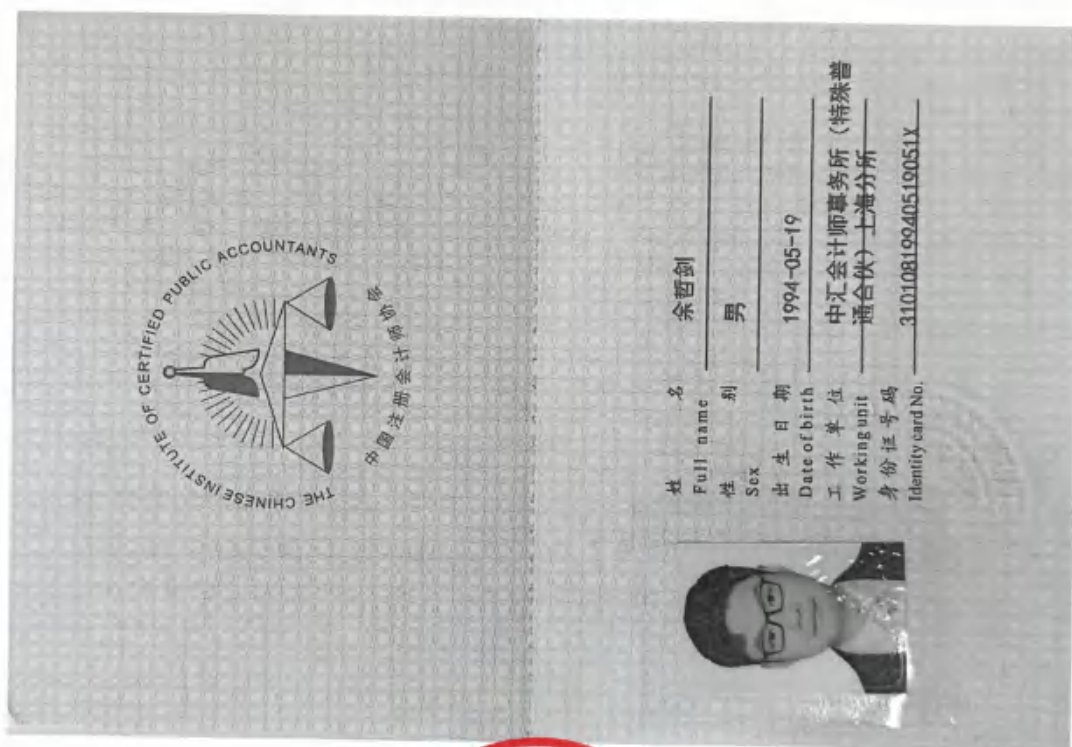 THE CHINESE INSTITUTE OF CERTIFIED PUBLIC ACCOUNTANTS
中国注册会计师协会
姓 名 余哲剑
Full name
性 别 男
Sex
出 生 日 期 1994-05-19
Date of birth
工 作 单 位 中汇会计师事务所（特殊普
Working unit 通合伙）上海分所
身 份 证 号 码
Identity card No. 31010819940519051X